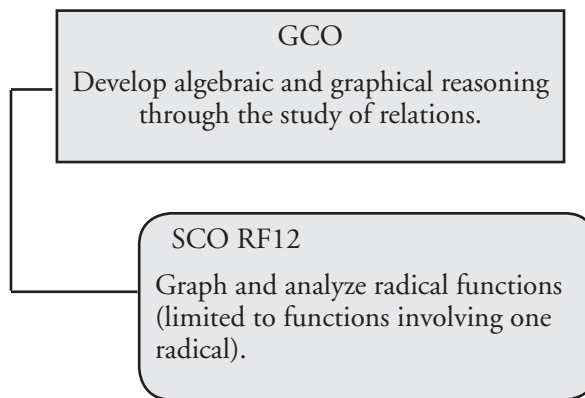 GCO
Develop algebraic and graphical reasoning
through the study of relations.
SCO RF12
Graph and analyze radical functions
(limited to functions involving one
radical).